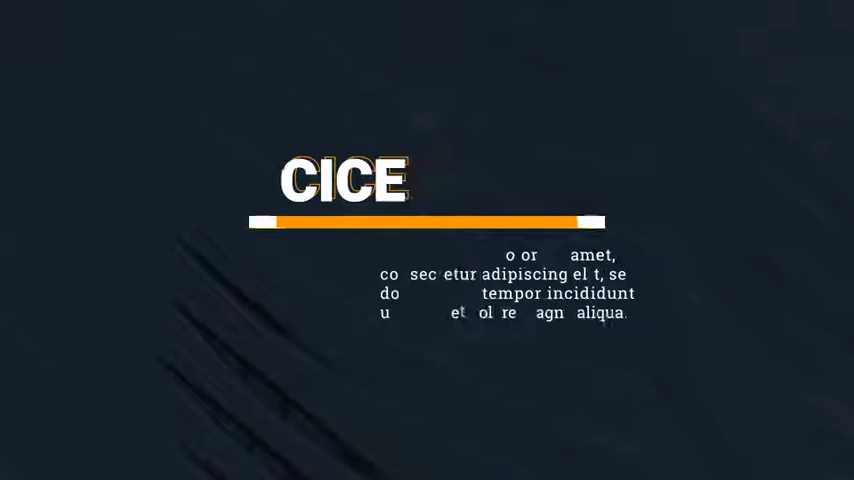 CICE
o or amet,
co sec etur adipiscing el t, se
do tempor incididunt
u et ol re agn aliqua.